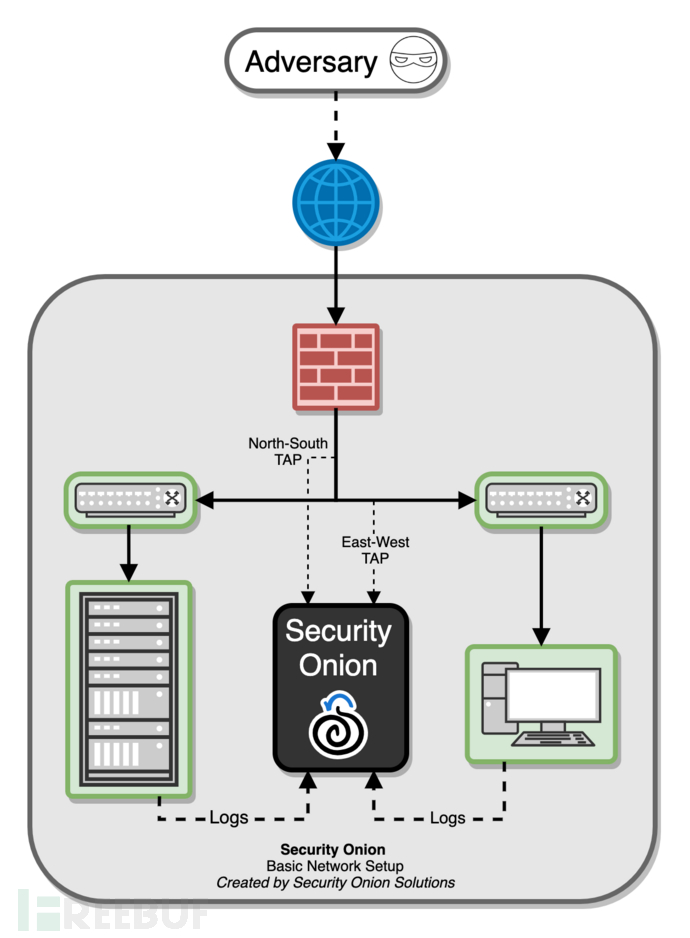 Adversary
North-South
TAP
East-West
TAP
Security
Onion
Logs
Logs
Security Onion
Basic Network Setup
Created by Security Onion Solutions
FREEBUF